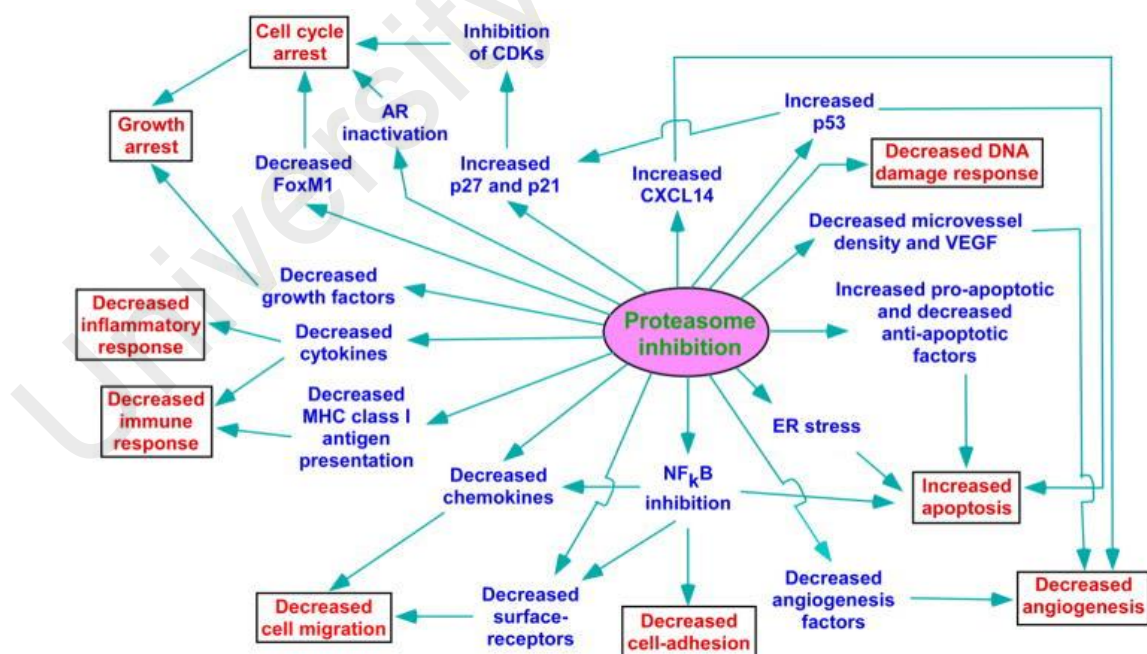 Cell cycle
arrest
Inhibition
of CDKs
Growth
arrest
AR
inactivation
Decreased
FoxM1
Increased
p27 and p21
Increased
CXCL14
Increased
p53
Decreased DNA
damage response
Decreased microvessel
density and VEGF
Decreased
growth factors
Decreased
inflammatory
response
Decreased
cytokines
Proteasome
inhibition
Increased pro-apoptotic
and decreased
anti-apoptotic
factors
Decreased
immune
response
Decreased
MHC class I
antigen
presentation
ER stress
Decreased
chemokines
NFkB
inhibition
Increased
apoptosis
Decreased
cell migration
Decreased
surface-
receptors
Decreased
cell-adhesion
Decreased
angiogenesis
factors
Decreased
angiogenesis
University